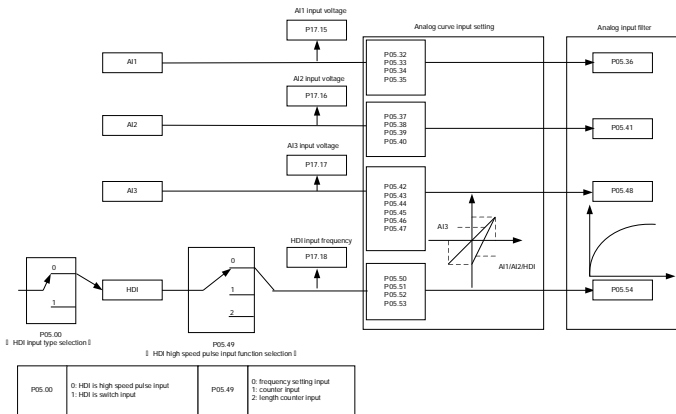 AI1 input voltage
Analog curve input setting
Analog input filter
P17.15
AI1
P05.32
P05.33
P05.34
P05.35
P05.36
AI2 input voltage
P17.16
AI2
P05.37
P05.38
P05.39
P05.40
P05.41
AI3 input voltage
P17.17
AI3
P05.42
P05.43
P05.44
P05.45
P05.46
P05.47
P05.48
AI3
AI1/AI2/HDI
HDI input frequency
P17.18
0
1
HDI
0
1
2
P05.50
P05.51
P05.52
P05.53
P05.54
P05.00
HDI input type selection
P05.49
HDI high speed pulse input function selection
P05.00
0: HDI is high speed pulse input
1: HDI is switch input
P05.49
0: frequency setting input
1: counter input
2: length counter input